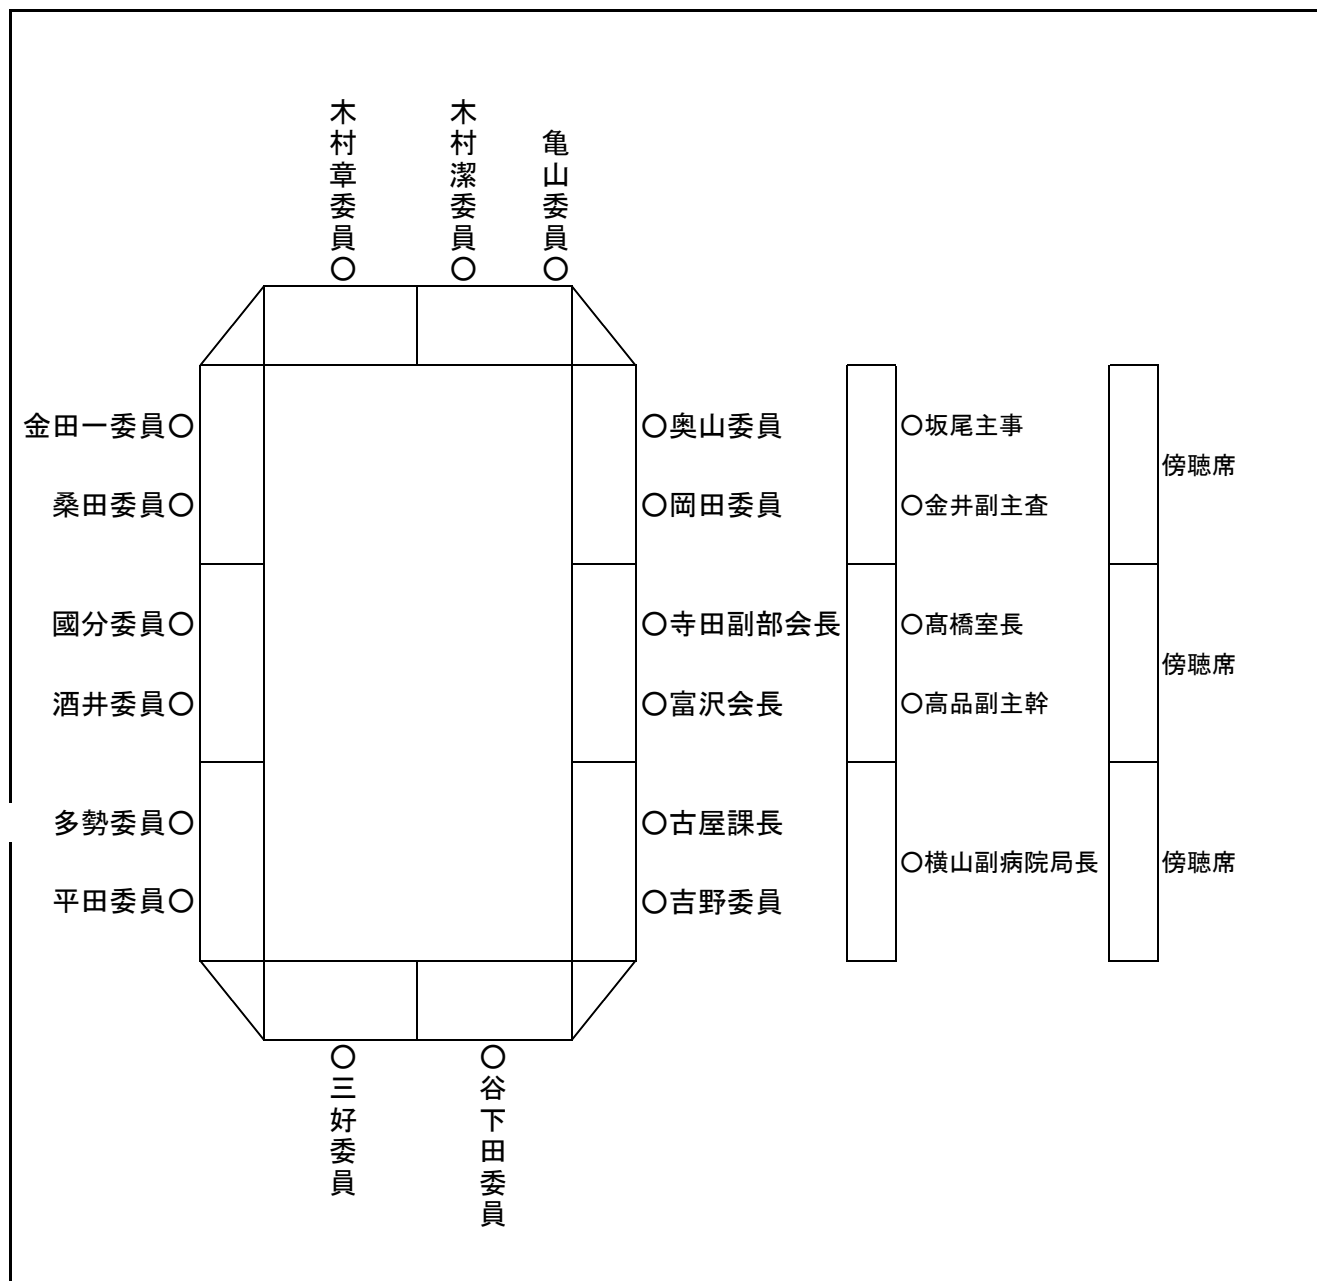 木村章委員○
木村潔委員○
亀山委員○
金田一委員○
桑田委員○
國分委員○
酒井委員○
多勢委員○
平田委員○
○奥山委員
○岡田委員
○寺田副部会長
○富沢会長
○古屋課長
○吉野委員
○三好委員
○谷下田委員
○坂尾主事
○金井副主査
○髙橋室長
○高品副主幹
○横山副病院局長
傍聴席
傍聴席
傍聴席